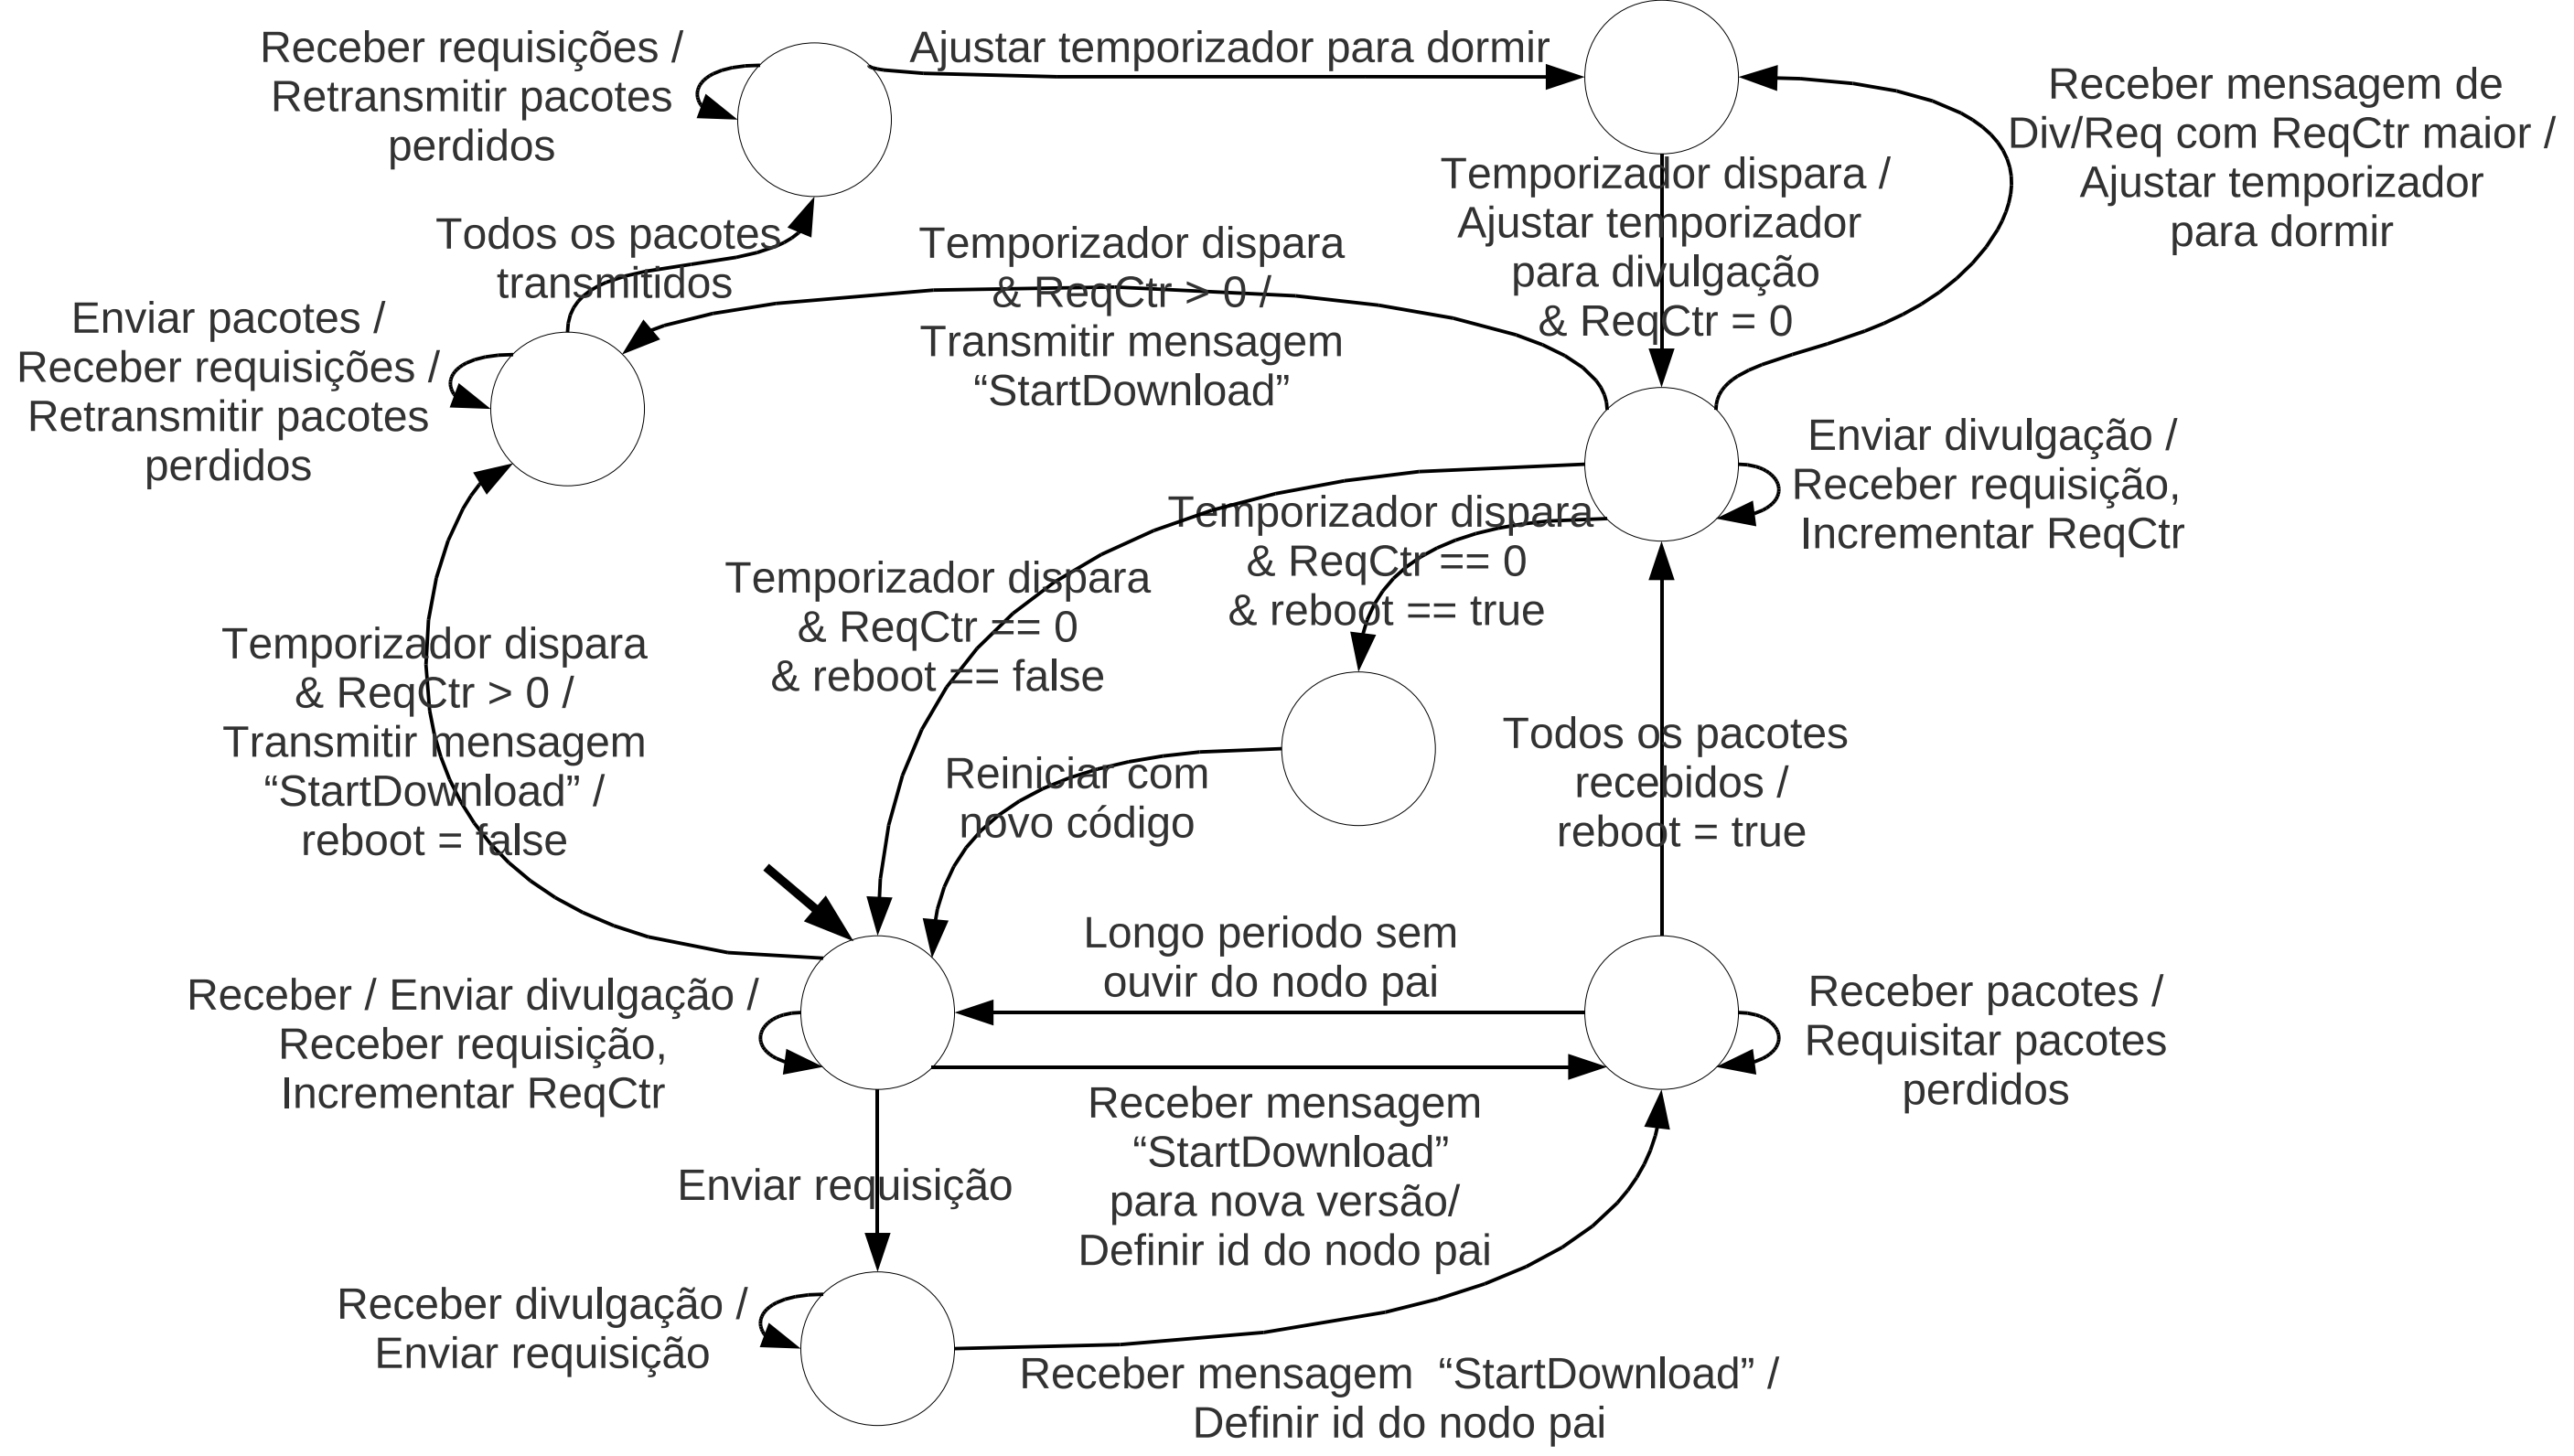 Receber requisições /
Retransmitir pacotes
perdidos
Ajustar temporizador para dormir
Receber mensagem de
Div/Req com ReqCtr maior /
Ajustar temporizador
para dormir
Temporizador dispara /
Ajustar temporizador
para divulgação
& ReqCtr = 0
Todos os pacotes
transmitidos
Temporizador dispara
& ReqCtr > 0 /
Transmitir mensagem
“StartDownload”
Enviar pacotes /
Receber requisições /
Retransmitir pacotes
perdidos
Enviar divulgação /
Receber requisição,
Incrementar ReqCtr
Temporizador dispara
& ReqCtr == 0
& reboot == true
Temporizador dispara
& ReqCtr == 0
& reboot == false
Temporizador dispara
& ReqCtr > 0 /
Transmitir mensagem
“StartDownload” /
reboot = false
Reiniciar com
novo código
Todos os pacotes
recebidos /
reboot = true
Longo periodo sem
ouvir do nodo pai
Receber / Enviar divulgação /
Receber requisição,
Incrementar ReqCtr
Receber pacotes /
Requisitar pacotes
perdidos
Receber mensagem
“StartDownload”
para nova versão/
Definir id do nodo pai
Enviar requisição
Receber divulgação /
Enviar requisição
Receber mensagem “StartDownload” /
Definir id do nodo pai